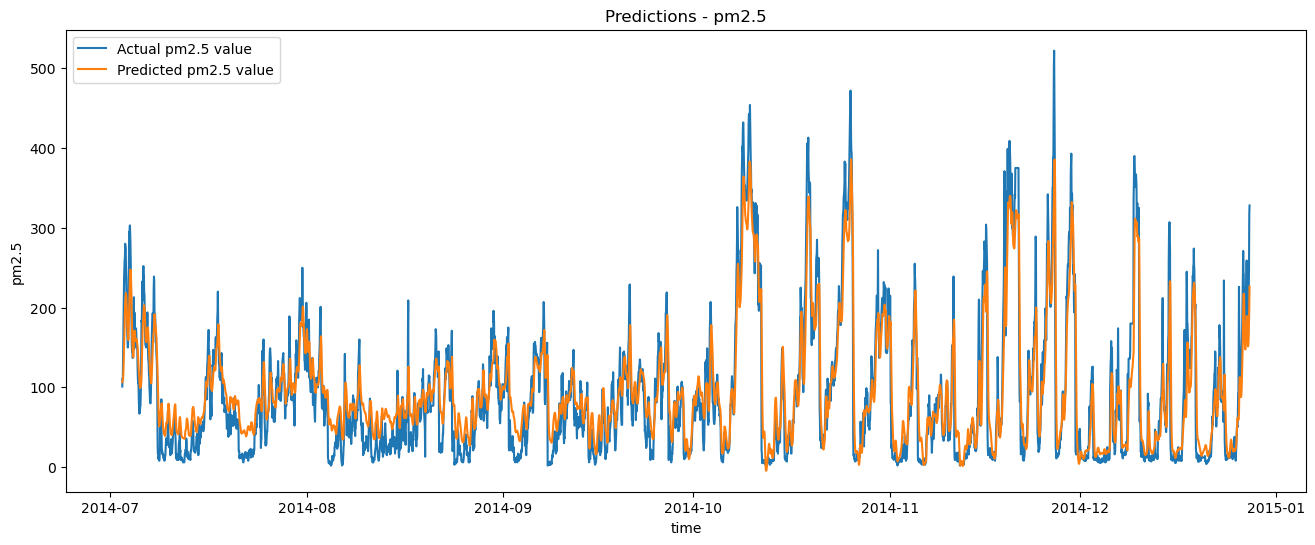 Predictions - pm2.5
Actual pm2.5 value
Predicted pm2.5 value
pm2.5
500
400
300
200
100
0
2014-07 2014-08 2014-09 2014-10 2014-11 2014-12 2015-01
time